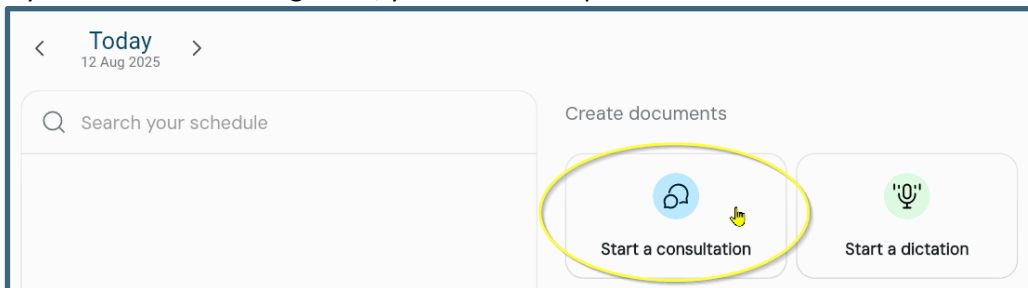 Today
12 Aug 2025
Search your schedule
Create documents
Start a consultation
Start a dictation